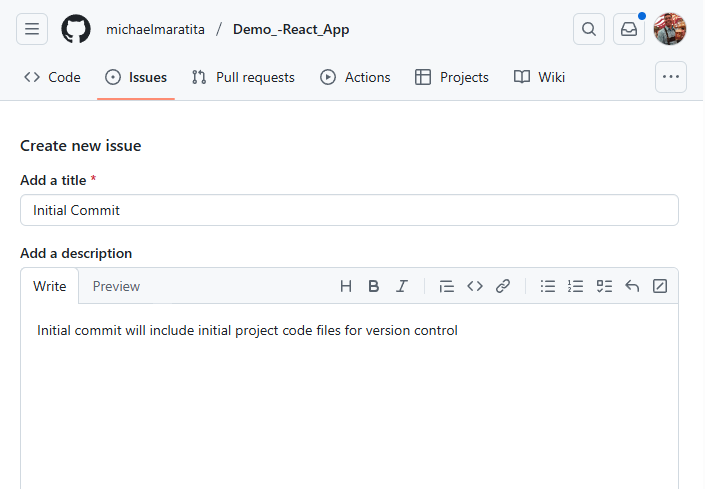 michaelmaratita / Demo_-React_App
Code Issues Pull requests Actions Projects Wiki
Create new issue
Add a title *
Initial Commit
Add a description
Write Preview H B I
Initial commit will include initial project code files for version control